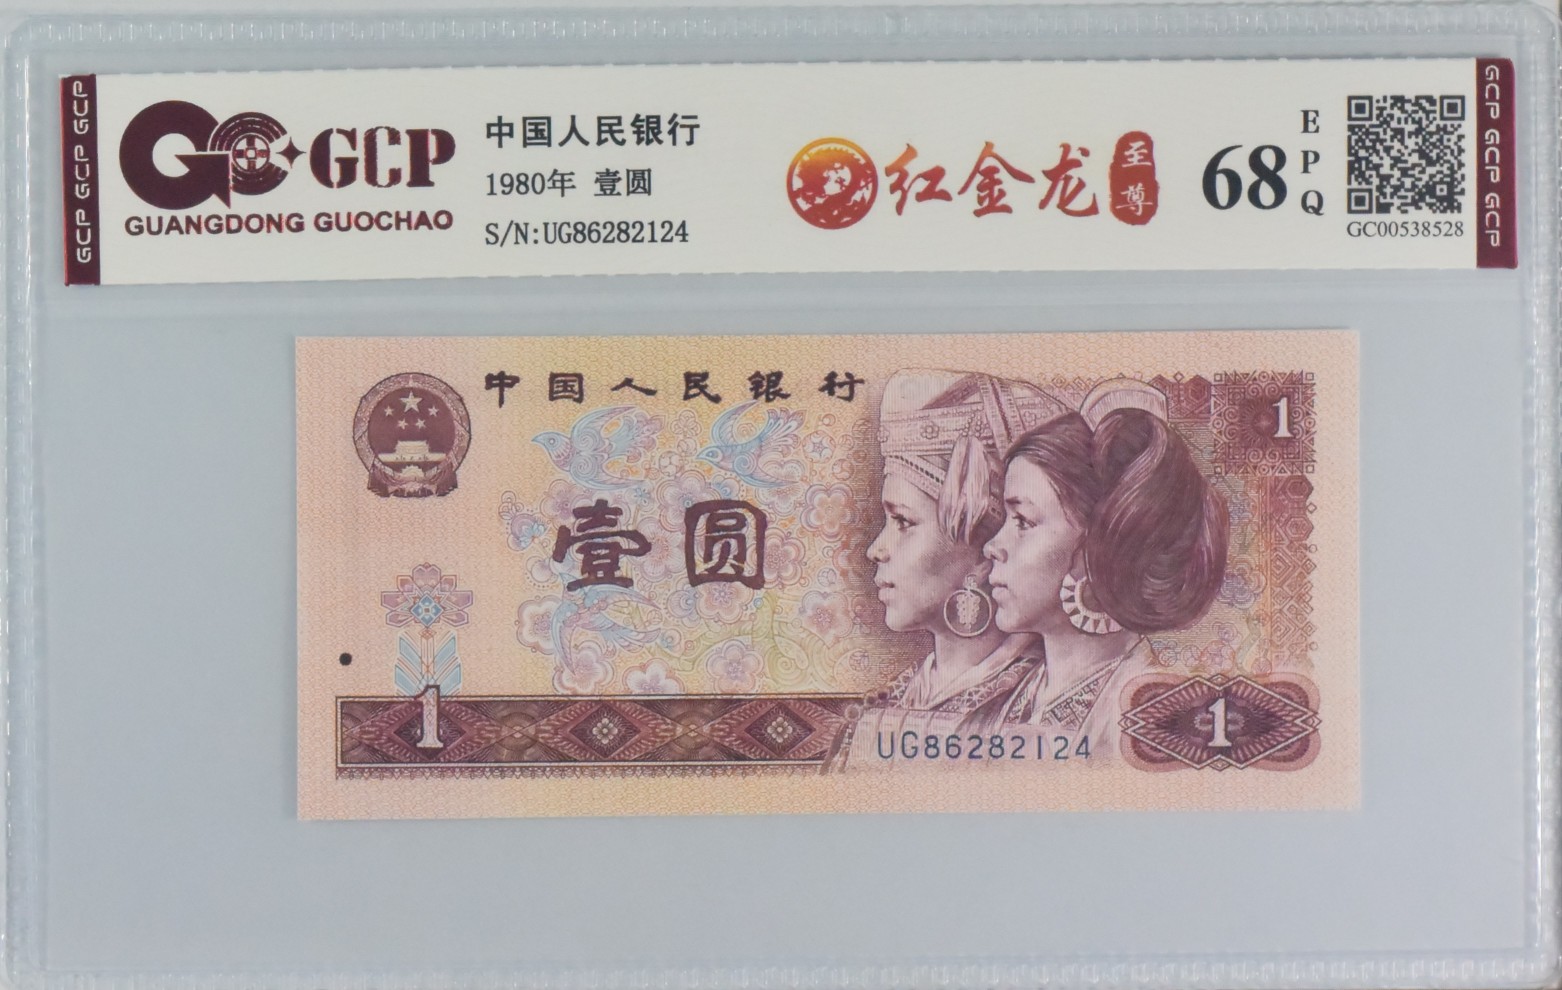 GCP GCP GCP
GCP
GUANGDONG GUOCHAO
中国人民银行
1980年 壹圆
S/N:UG86282124
红金龙
至尊
68
EPQ
GC00538528
GCP GCP GCP
中国人民银行
1
壹圆
1
UG86282124
1